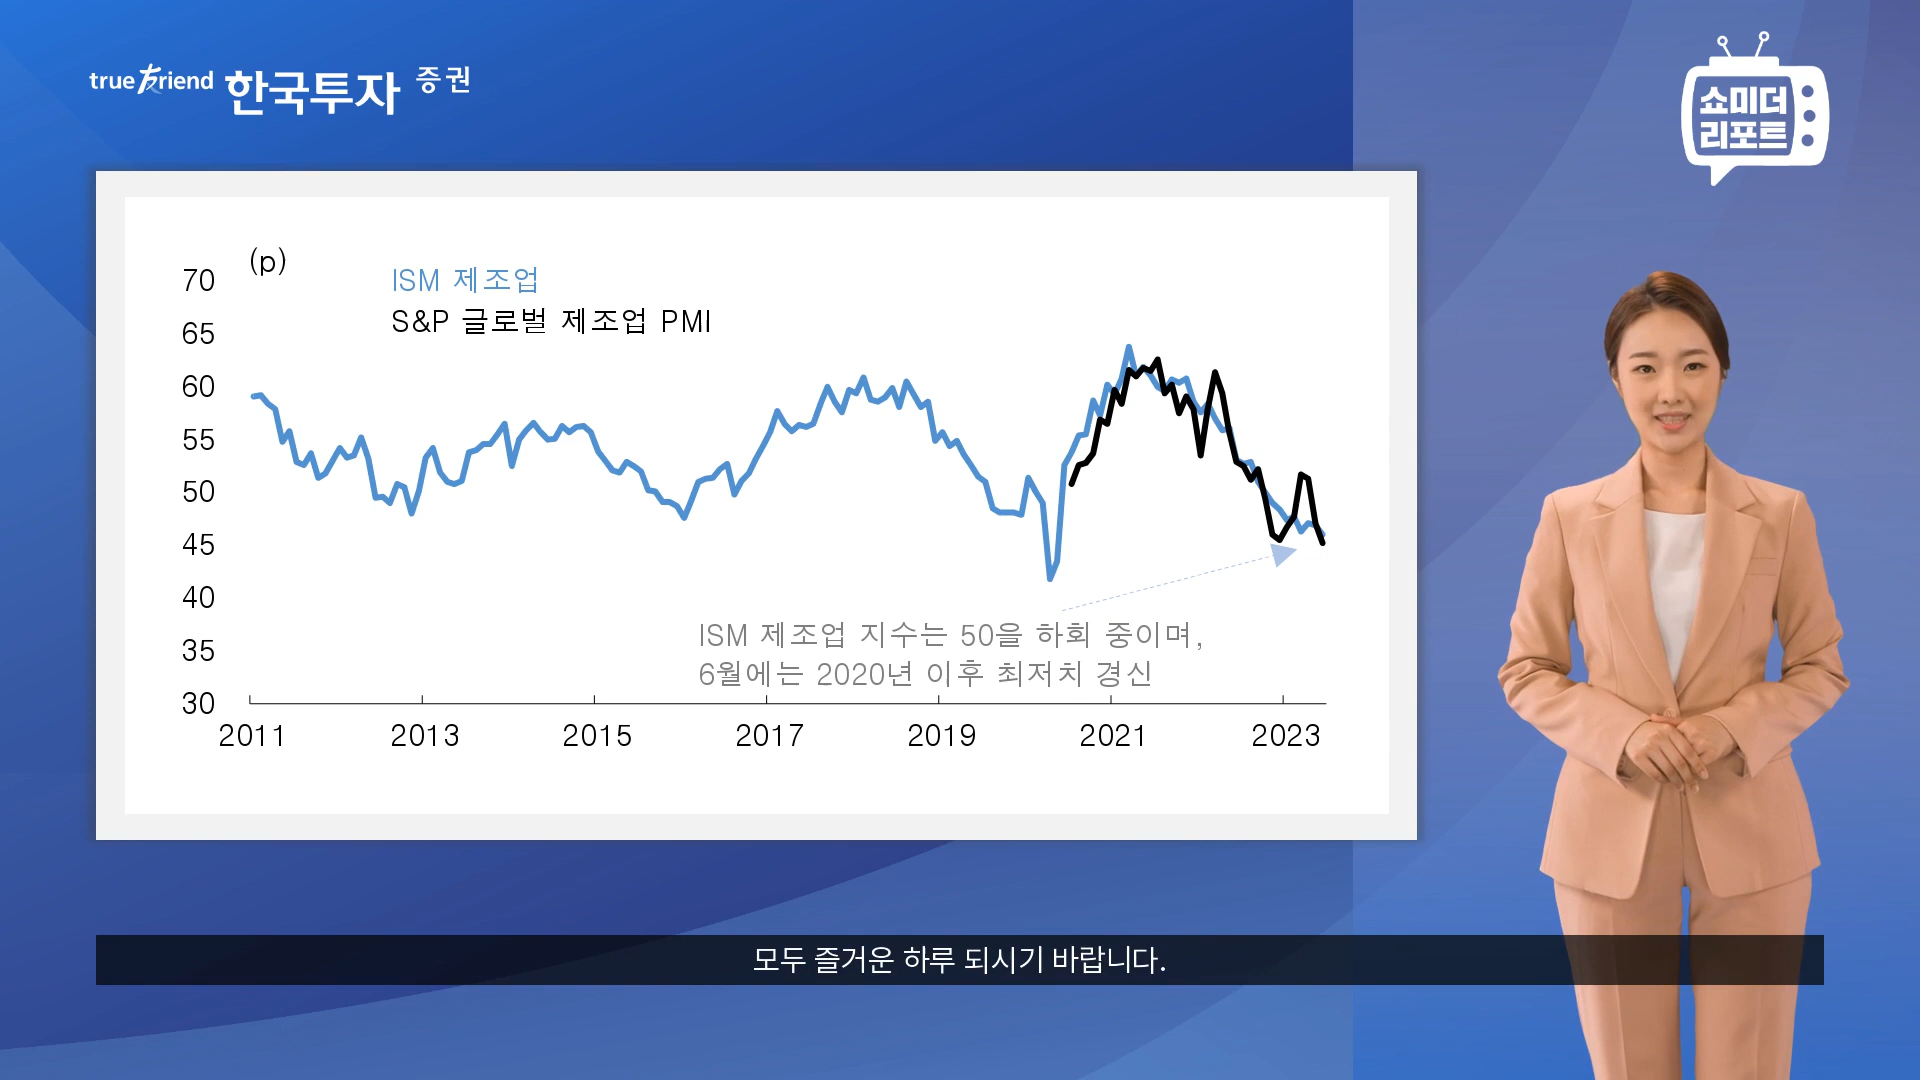 true friend 한국투자 증권
쇼미더
리포트
(p)
ISM 제조업
S&P 글로벌 제조업 PMI
70
65
60
55
50
45
40
35
30
ISM 제조업 지수는 50을 하회 중이며,
6월에는 2020년 이후 최저치 경신
2011 2013 2015 2017 2019 2021 2023
모두 즐거운 하루 되시기 바랍니다.